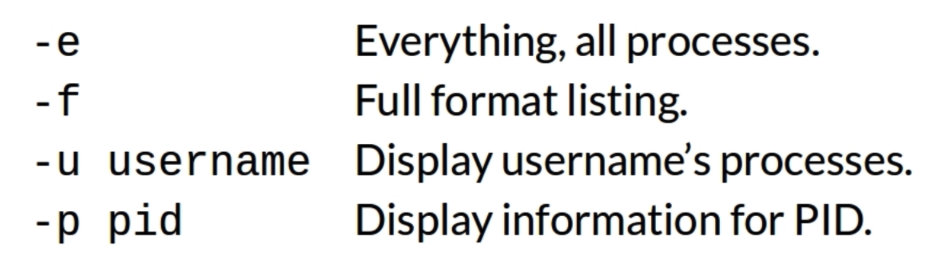 -e Everything, all processes.
-f Full format listing.
-u username Display username’s processes.
-p pid Display information for PID.